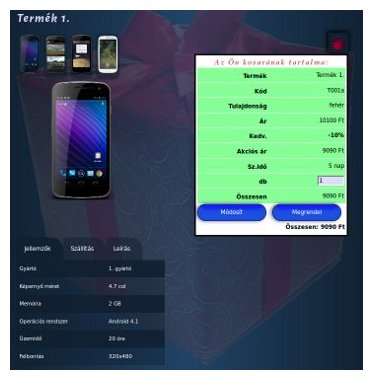 Termék 1.
Az Ön kosarának tartalma:
Termék Termék 1.
Kód T001a
Tulajdonság fehér
Ár 10100 Ft
Kedv. -10%
Akciós ár 9090 Ft
Sz.idő 5 nap
db 1
Összesen 9090 Ft
Módosít Megrendel
Összesen: 9090 Ft
Jellemzők Szállítás Leírás
Gyártó 1. gyártó
Képernyő méret 4.7 col
Memória 2 GB
Operációs rendszer Android 4.1
Üzemidő 20 óra
Felbontás 320x480